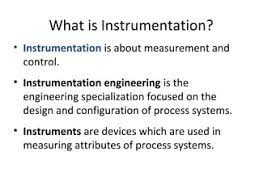 What is Instrumentation?
• Instrumentation is about measurement and
control.
• Instrumentation engineering is the
engineering specialization focused on the
design and configuration of process systems.
• Instruments are devices which are used in
measuring attributes of process systems.